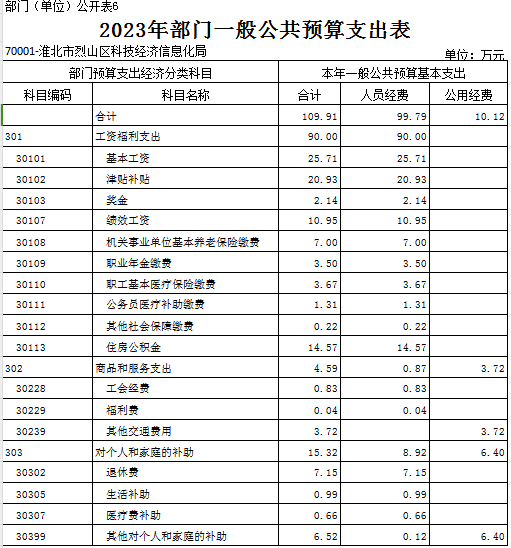 部门（单位）公开表6
2023年部门一般公共预算支出表
70001-淮北市烈山区科技经济信息化局 单位：万元
部门预算支出经济分类科目 本年一般公共预算基本支出
科目编码 科目名称 合计 人员经费 公用经费
合计 109.91 99.79 10.12
301 工资福利支出 90.00 90.00
30101 基本工资 25.71 25.71
30102 津贴补贴 20.93 20.93
30103 奖金 2.14 2.14
30107 绩效工资 10.95 10.95
30108 机关事业单位基本养老保险缴费 7.00 7.00
30109 职业年金缴费 3.50 3.50
30110 职工基本医疗保险缴费 3.67 3.67
30111 公务员医疗补助缴费 1.31 1.31
30112 其他社会保障缴费 0.22 0.22
30113 住房公积金 14.57 14.57
302 商品和服务支出 4.59 0.87 3.72
30228 工会经费 0.83 0.83
30229 福利费 0.04 0.04
30239 其他交通费用 3.72 3.72
303 对个人和家庭的补助 15.32 8.92 6.40
30302 退休费 7.15 7.15
30305 生活补助 0.99 0.99
30307 医疗费补助 0.66 0.66
30399 其他对个人和家庭的补助 6.52 0.12 6.40